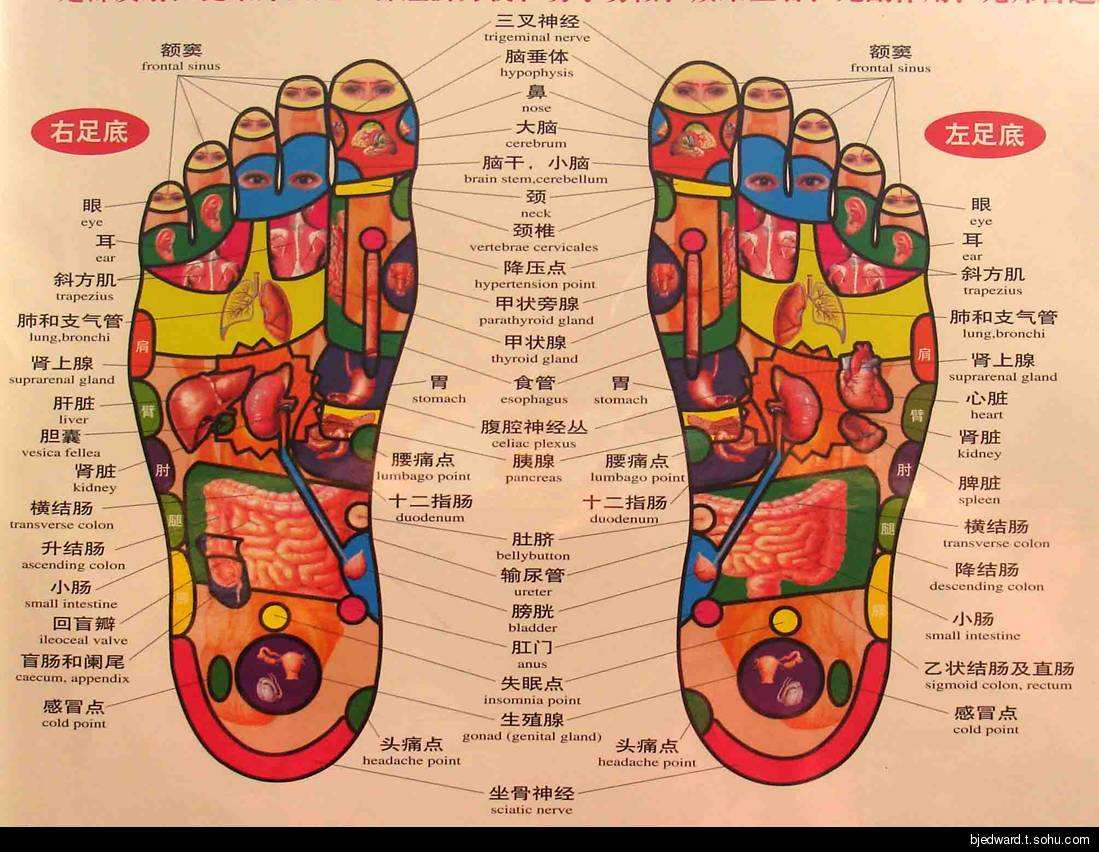 三叉神经
trigeminal nerve
额窦
frontal sinus
脑垂体
hypophysis
额窦
frontal sinus
鼻
nose
右足底
大脑
cerebrum
左足底
脑干，小脑
brain stem,cerebellum
眼
eye
颈
neck
眼
eye
耳
ear
颈椎
vertebrae cervicales
耳
ear
斜方肌
trapezius
降压点
hypertension point
斜方肌
trapezius
肺和支气管
lung,bronchi
甲状旁腺
parathyroid gland
肺和支气管
lung,bronchi
肩
甲状腺
thyroid gland
肩
肾上腺
suprarenal gland
胃
stomach
食管
esophagus
胃
stomach
肾上腺
suprarenal gland
肝脏
liver
臂
臂
心脏
heart
胆囊
vesica fellea
腹腔神经丛
celiac plexus
肾脏
kidney
肾脏
kidney
肘
腰痛点
lumbago point
胰腺
pancreas
腰痛点
lumbago point
肘
脾脏
spleen
横结肠
transverse colon
腿
十二指肠
duodenum
十二指肠
duodenum
腿
横结肠
transverse colon
升结肠
ascending colon
肚脐
bellybutton
降结肠
descending colon
小肠
small intestine
输尿管
ureter
小肠
small intestine
回盲瓣
ileoceal valve
膀胱
bladder
盲肠和阑尾
caecum, appendix
肛门
anus
乙状结肠及直肠
sigmoid colon, rectum
感冒点
cold point
失眠点
insomnia point
感冒点
cold point
生殖腺
gonad (genital gland)
头痛点
headache point
头痛点
headache point
坐骨神经
sciatic nerve
bjedward.t.sohu.com